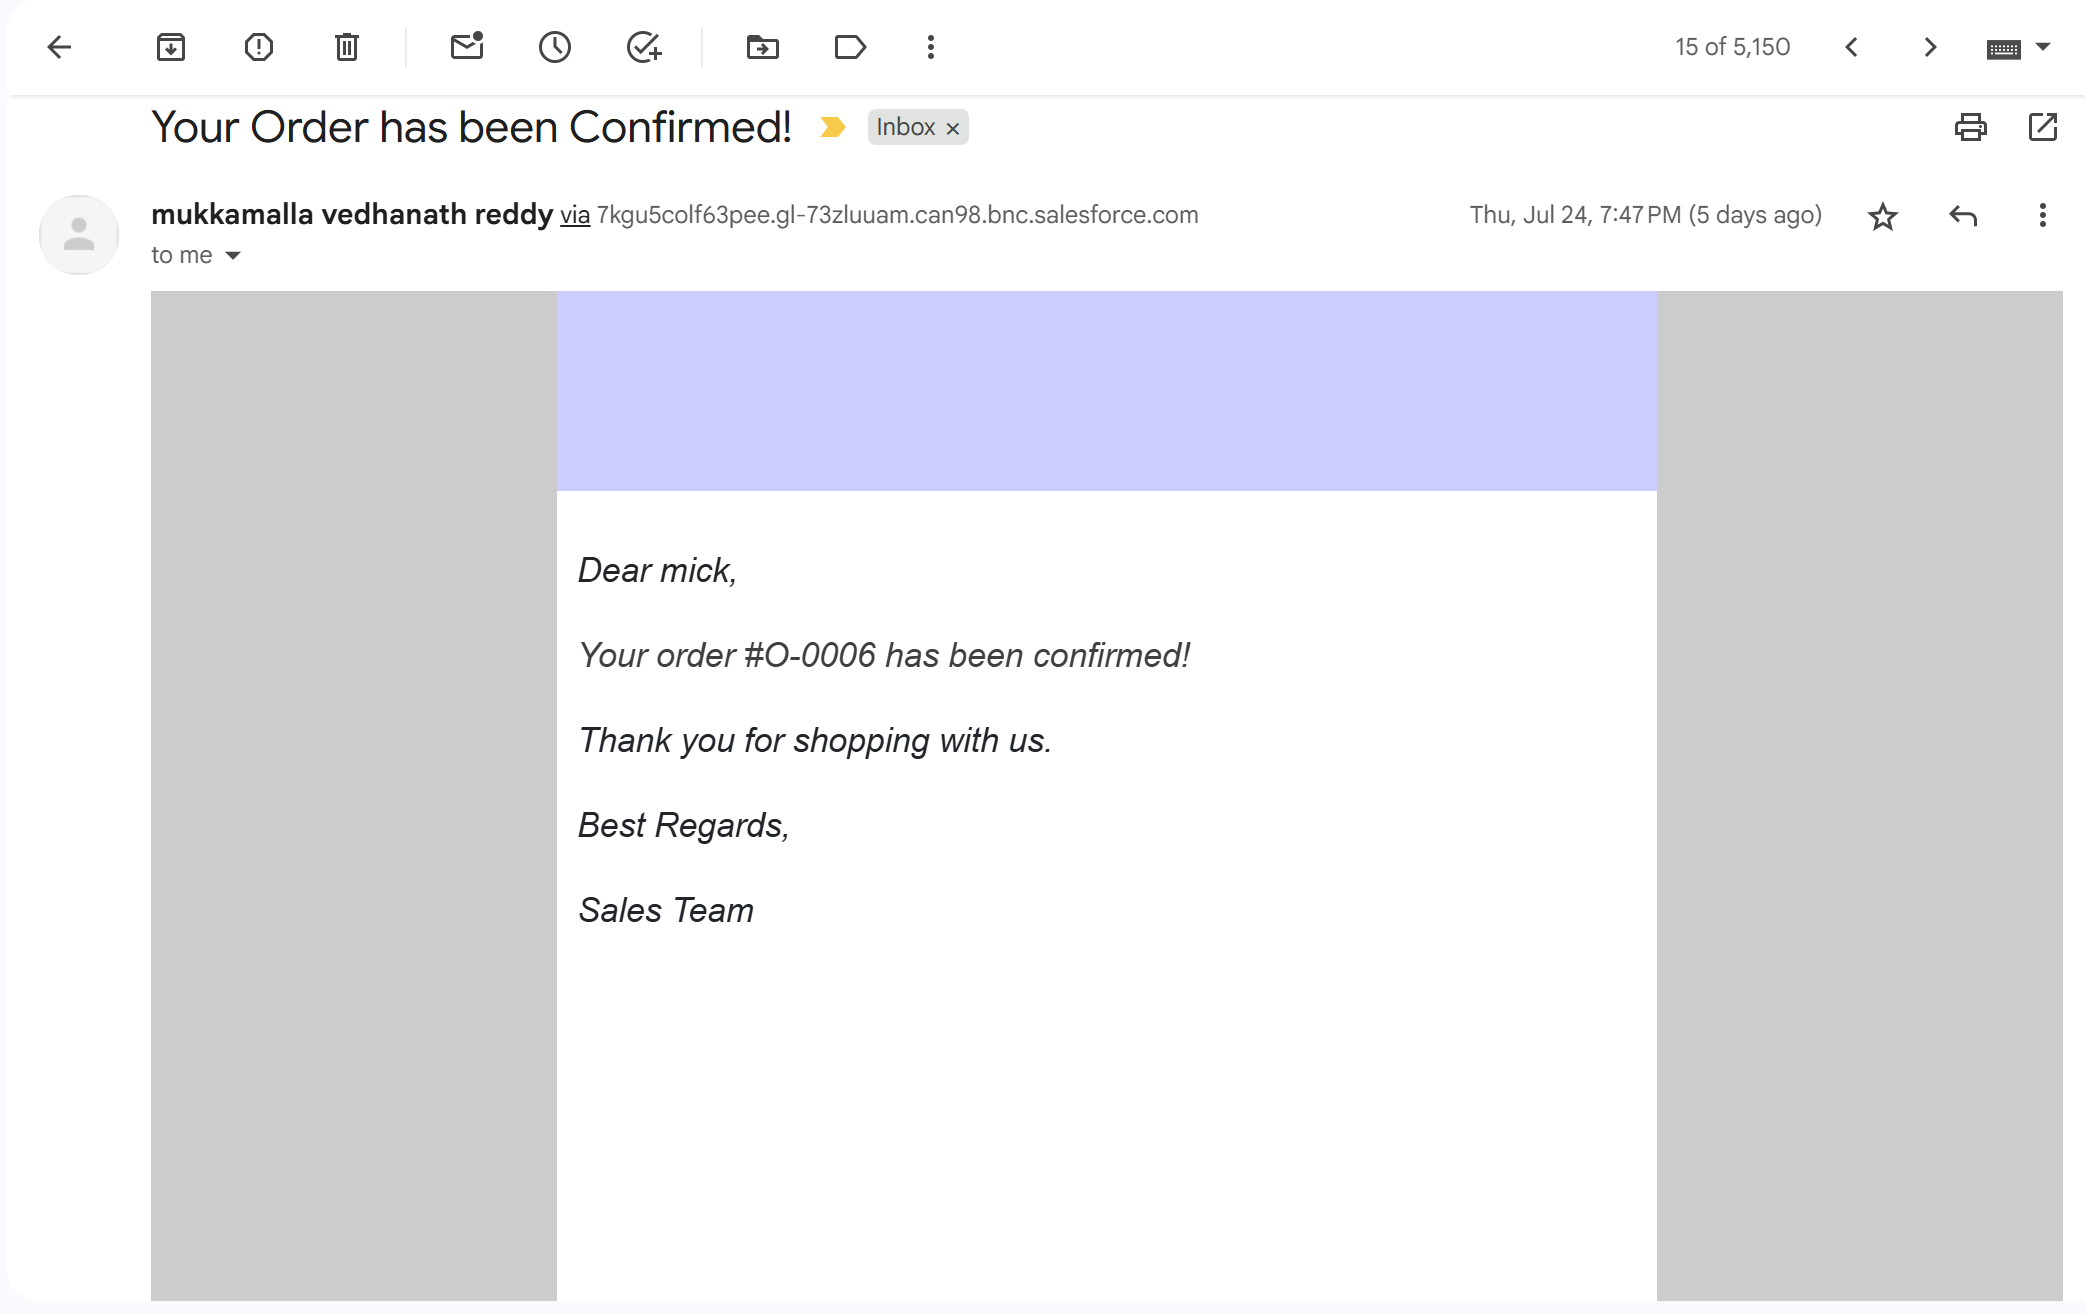 15 of 5,150
Your Order has been Confirmed!
Inbox ×
mukkamalla vedhanath reddy via 7kgu5colf63pee.gl-73zluuam.can98.bnc.salesforce.com
Thu, Jul 24, 7:47 PM (5 days ago)
to me
Dear mick,
Your order #O-0006 has been confirmed!
Thank you for shopping with us.
Best Regards,
Sales Team